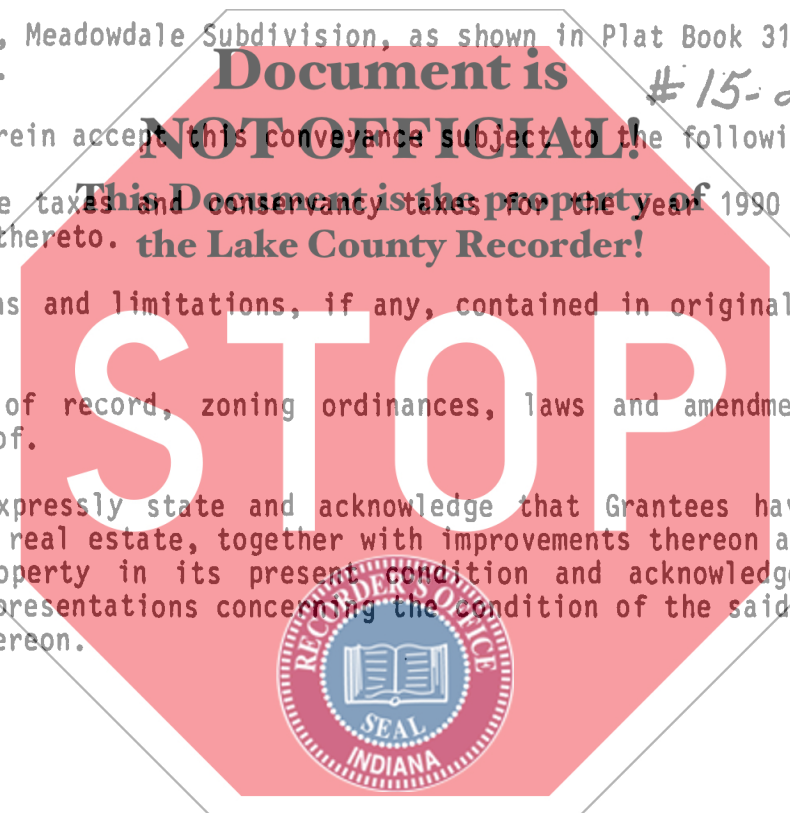 , Meadowdale Subdivision, as shown in Plat Book 31
Document is
#15-
NOT OFFICIAL!
rein accept this conveyance subject to the followi
This Document is the property of
e taxes and conservancy taxes for the year 1990
the Lake County Recorder!
thereto.
ns and limitations, if any, contained in original
STOP
of record, zoning ordinances, laws and amendme
of.
xpressly state and acknowledge that Grantees hav
real estate, together with improvements thereon a
operty in its present condition and acknowledge
presentations concerning the condition of the said
ereon.
RECORDER'S OFFICE
SEAL
INDIANA